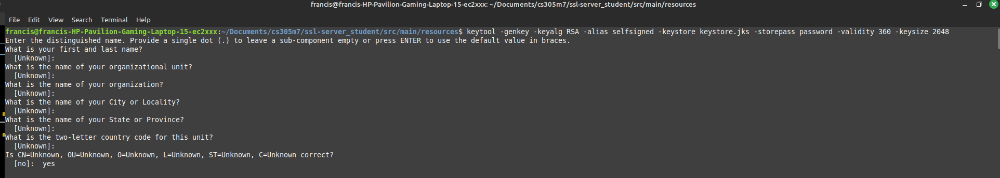 francis@francis-HP-Pavilion-Gaming-Laptop-15-ec2xxx: ~/Documents/cs305m7/ssl-server_student/src/main/resources
File Edit View Search Terminal Help
francis@francis-HP-Pavilion-Gaming-Laptop-15-ec2xxx:~/Documents/cs305m7/ssl-server_student/src/main/resources$ keytool -genkey -keyalg RSA -alias selfsigned -keystore keystore.jks -storepass password -validity 360 -keysize 2048
Enter the distinguished name. Provide a single dot (.) to leave a sub-component empty or press ENTER to use the default value in braces.
What is your first and last name?
  [Unknown]:
What is the name of your organizational unit?
  [Unknown]:
What is the name of your organization?
  [Unknown]:
What is the name of your City or Locality?
  [Unknown]:
What is the name of your State or Province?
  [Unknown]:
What is the two-letter country code for this unit?
  [Unknown]:
Is CN=Unknown, OU=Unknown, O=Unknown, L=Unknown, ST=Unknown, C=Unknown correct?
  [no]:  yes